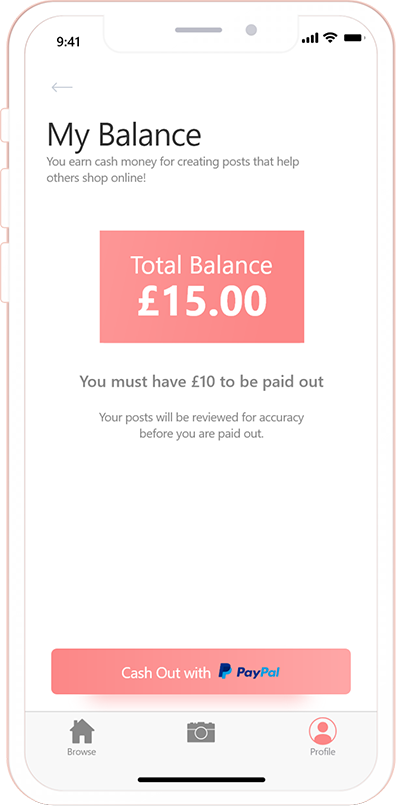 9:41
My Balance
You earn cash money for creating posts that help
others shop online!
Total Balance
£15.00
You must have £10 to be paid out
Your posts will be reviewed for accuracy
before you are paid out.
Cash Out with PayPal
Browse
Profile